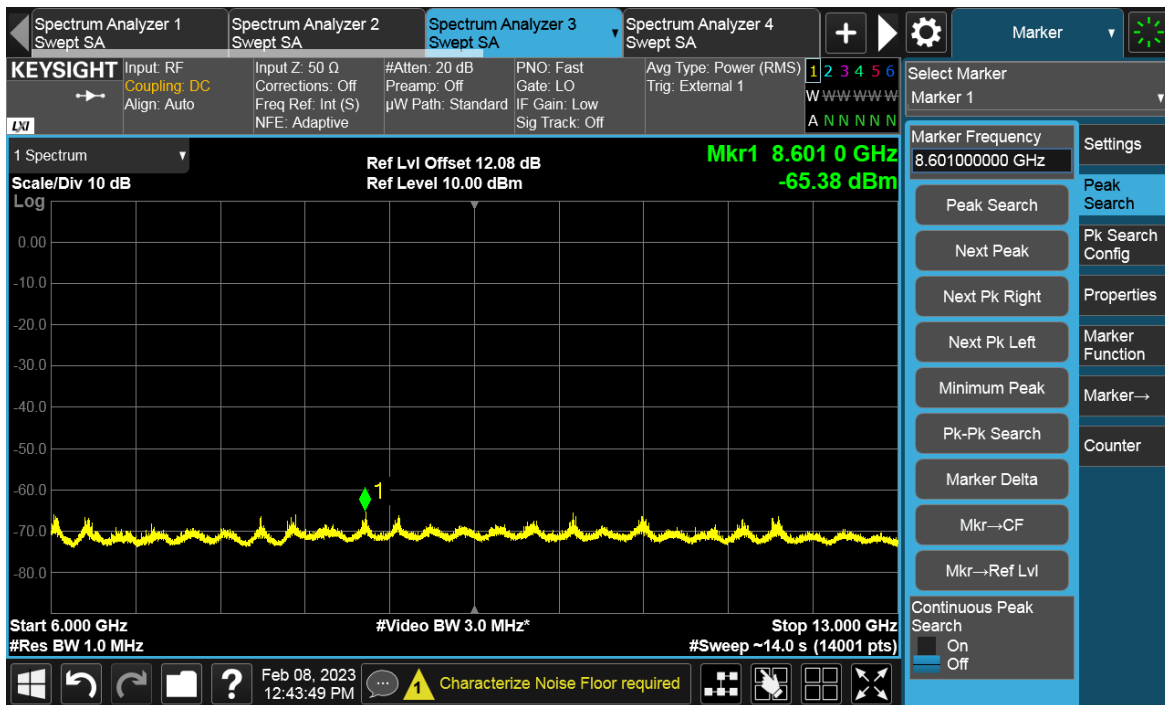 Spectrum Analyzer 1
Swept SA
Spectrum Analyzer 2
Swept SA
Spectrum Analyzer 3
Swept SA
Spectrum Analyzer 4
Swept SA
+
Marker
KEYSIGHT
LXI
Input: RF
Coupling: DC
Align: Auto
Input Z: 50 Ω
Corrections: Off
Freq Ref: Int (S)
NFE: Adaptive
#Atten: 20 dB
Preamp: Off
µW Path: Standard
PNO: Fast
Gate: LO
IF Gain: Low
Sig Track: Off
Avg Type: Power (RMS)
Trig: External 1
1 2 3 4 5 6
W W W W W W
A N N N N N
Select Marker
Marker 1
1 Spectrum
Scale/Div 10 dB
Log
Ref Lvl Offset 12.08 dB
Ref Level 10.00 dBm
Mkr1 8.601 0 GHz
-65.38 dBm
0.00
-10.0
-20.0
-30.0
-40.0
-50.0
-60.0
-70.0
-80.0
1
Start 6.000 GHz
#Res BW 1.0 MHz
#Video BW 3.0 MHz*
Stop 13.000 GHz
#Sweep ~14.0 s (14001 pts)
Marker Frequency
8.601000000 GHz
Peak Search
Next Peak
Next Pk Right
Next Pk Left
Minimum Peak
Pk-Pk Search
Marker Delta
Mkr→CF
Mkr→Ref Lvl
Continuous Peak
Search
On
Off
Settings
Peak
Search
Pk Search
Config
Properties
Marker
Function
Marker→
Counter
?
Feb 08, 2023
12:43:49 PM
1
Characterize Noise Floor required